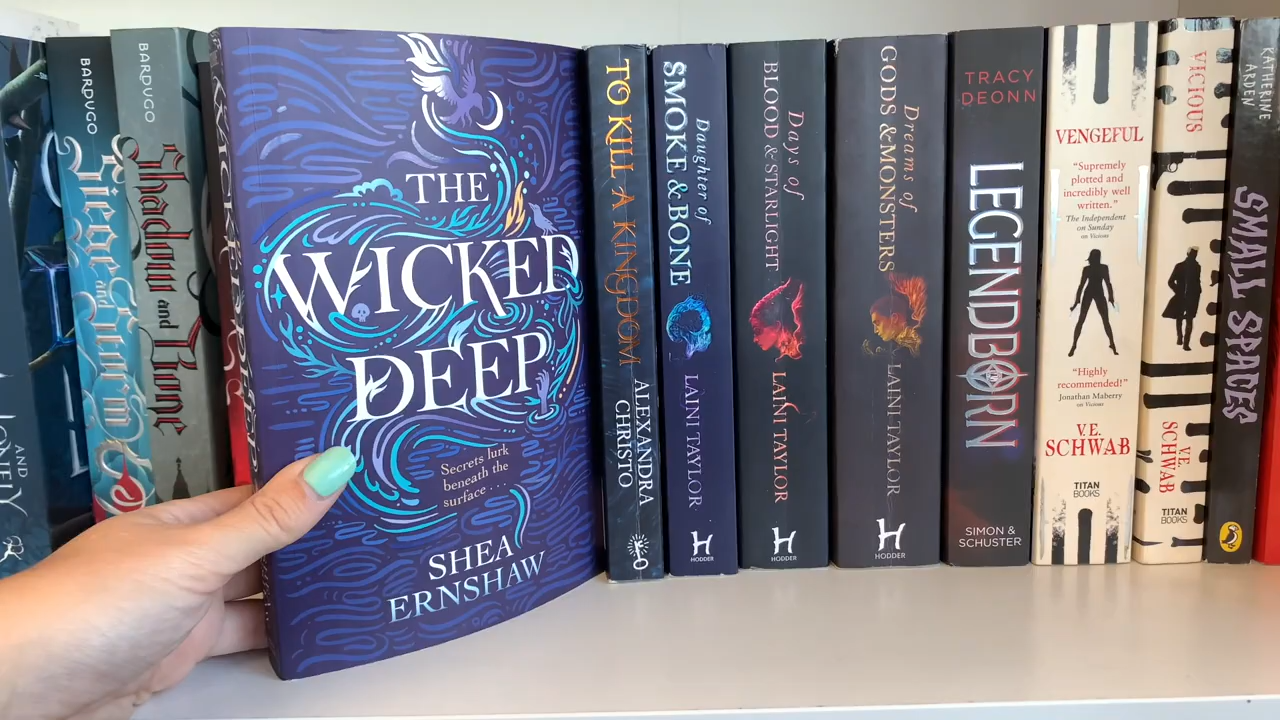 AND
LONELY
BARDUGO
Siege and Storm
BARDUGO
Shadow and Bone
THE
WICKED
DEEP
Secrets lurk
beneath the
surface . . .
SHEA
ERNSHAW
TO KILL A KINGDOM
ALEXANDRA
CHRISTO
Daughter of
SMOKE & BONE
LAINI TAYLOR
HODDER
Days of
BLOOD & STARLIGHT
LAINI TAYLOR
HODDER
Dreams of
GODS & MONSTERS
LAINI TAYLOR
HODDER
TRACY
DEONN
LEGENDBORN
SIMON &
SCHUSTER
VENGEFUL
“Supremely
plotted and
incredibly well
written.”
The Independent
on Sunday
on Vicious
“Highly
recommended!”
Jonathan Maberry
on Vicious
V.E.
SCHWAB
TITAN
BOOKS
VICIOUS
V.E.
SCHWAB
TITAN
BOOKS
KATHERINE
ARDEN
SMALL SPACES